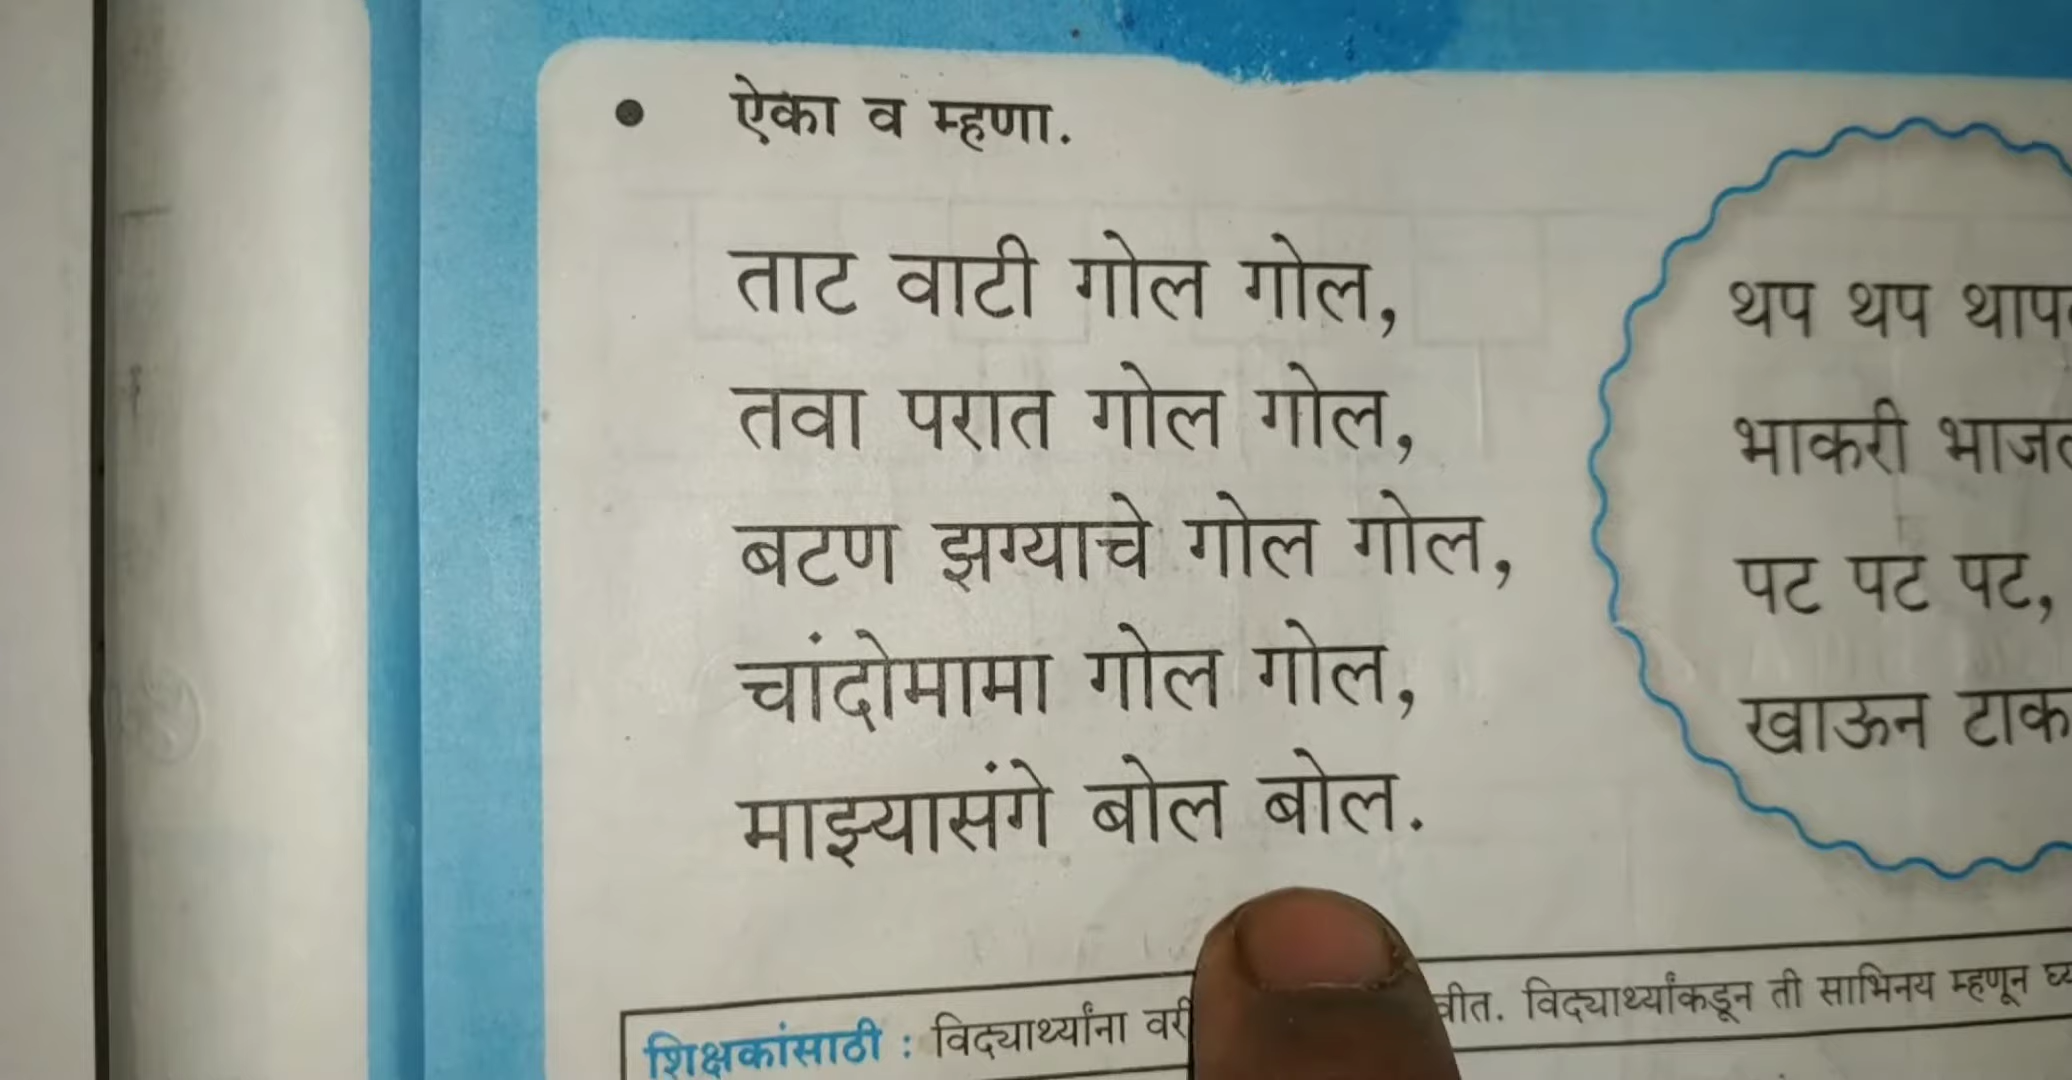 ऐका व म्हणा.
ताट वाटी गोल गोल,
तवा परात गोल गोल,
बटण झग्याचे गोल गोल,
चांदोमामा गोल गोल,
माझ्यासंगे बोल बोल.
थप थप
भाकरी
पट पट पट,
खाऊन
शिक्षकांसाठी : विद्यार्थ्यांना विद्यार्थ्यांकडून ती साभिनय म्हणून